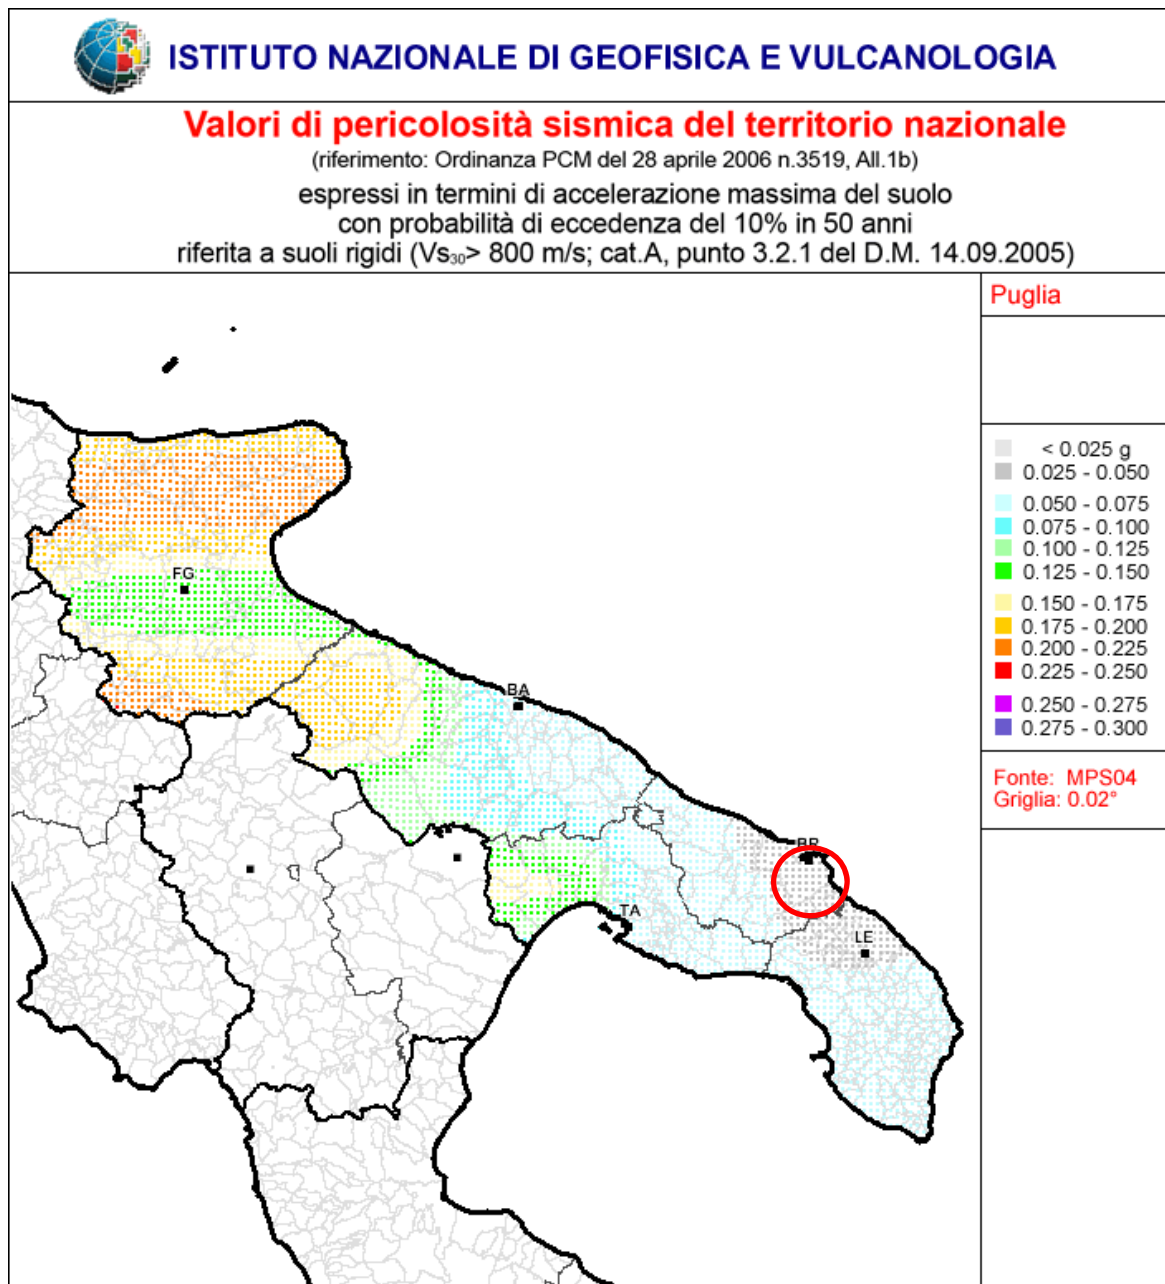 ISTITUTO NAZIONALE DI GEOFISICA E VULCANOLOGIA
Valori di pericolosità sismica del territorio nazionale
(riferimento: Ordinanza PCM del 28 aprile 2006 n.3519, All.1b)
espressi in termini di accelerazione massima del suolo
con probabilità di eccedenza del 10% in 50 anni
riferita a suoli rigidi (Vs₃₀> 800 m/s; cat.A, punto 3.2.1 del D.M. 14.09.2005)
Puglia
< 0.025 g
0.025 - 0.050
0.050 - 0.075
0.075 - 0.100
0.100 - 0.125
0.125 - 0.150
0.150 - 0.175
0.175 - 0.200
0.200 - 0.225
0.225 - 0.250
0.250 - 0.275
0.275 - 0.300
Fonte: MPS04
Griglia: 0.02°
FG
BA
BR
TA
LE